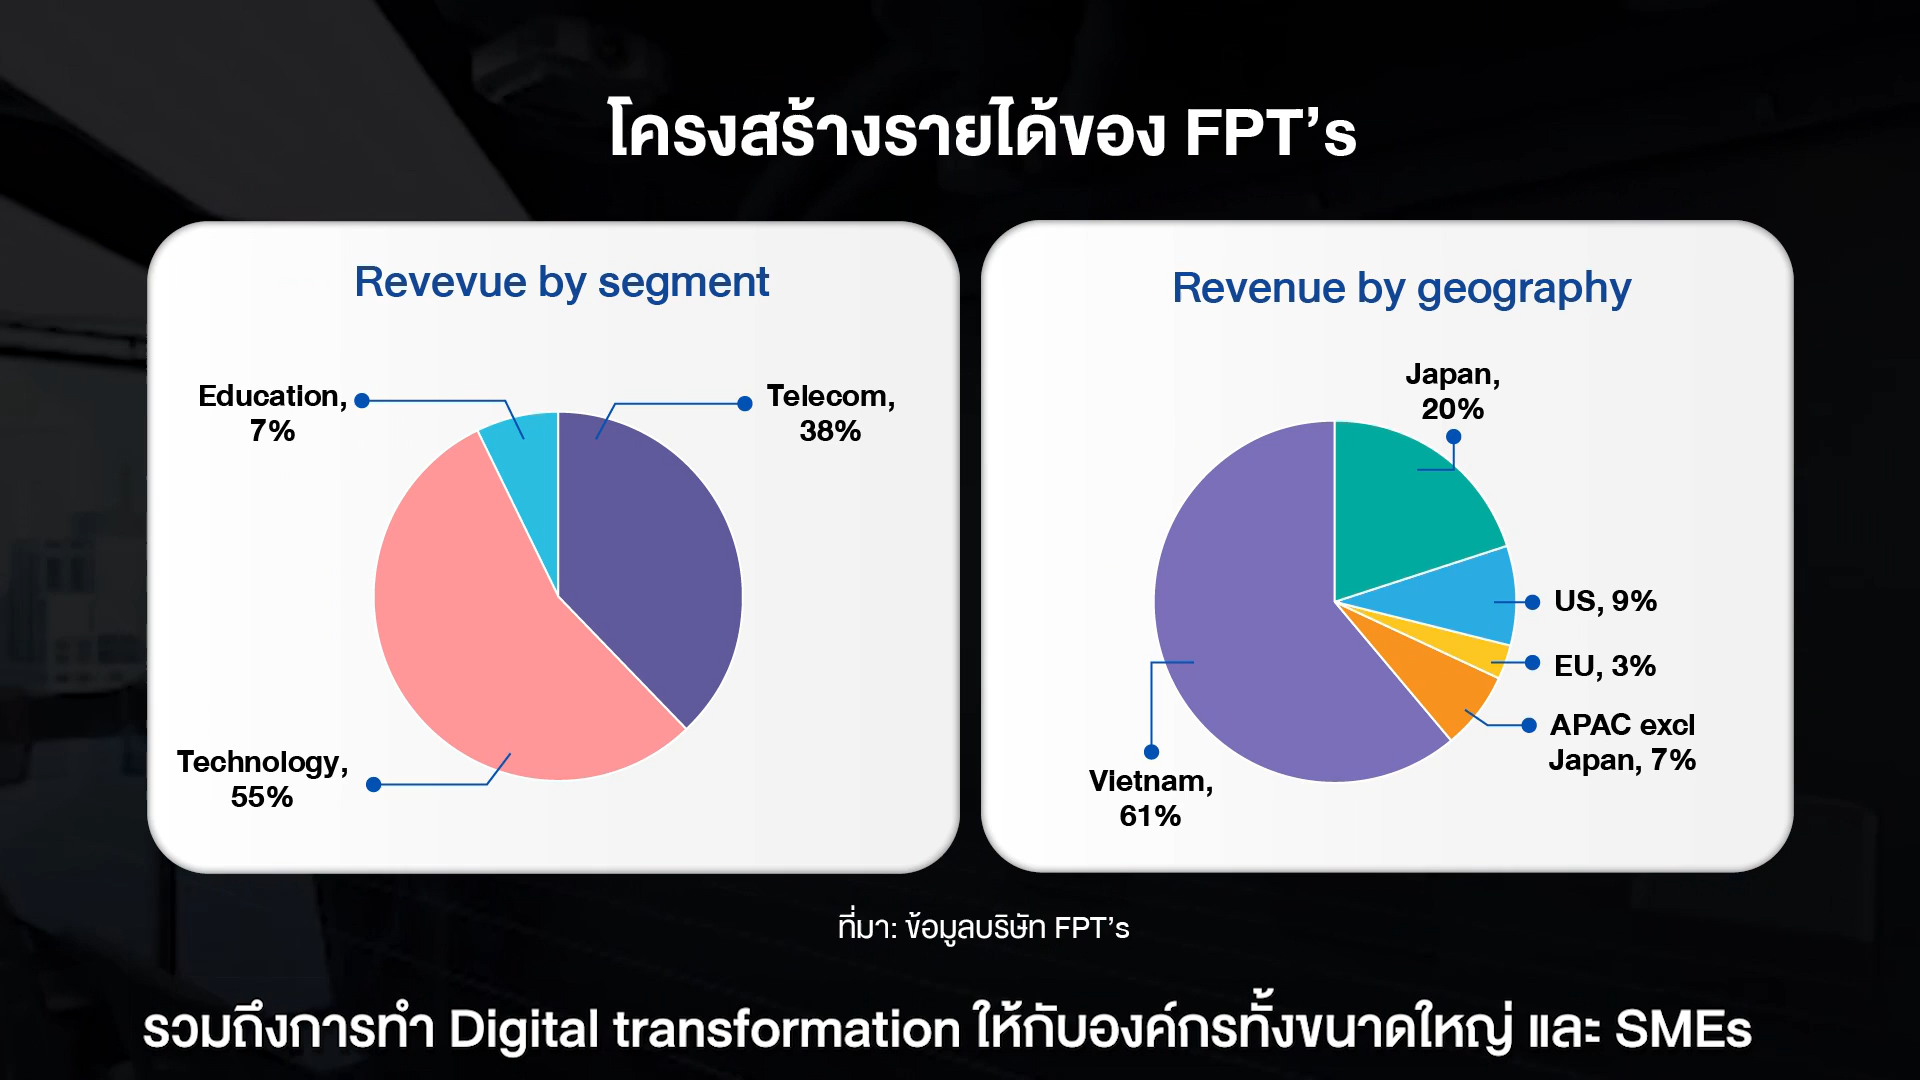 โครงสร้างรายได้ของ FPT’s
Revevue by segment
Education,
7%
Telecom,
38%
Technology,
55%
Revenue by geography
Japan,
20%
US, 9%
EU, 3%
APAC excl
Japan, 7%
Vietnam,
61%
ที่มา: ข้อมูลบริษัท FPT’s
รวมถึงการทำ Digital transformation ให้กับองค์กรทั้งขนาดใหญ่ และ SMEs